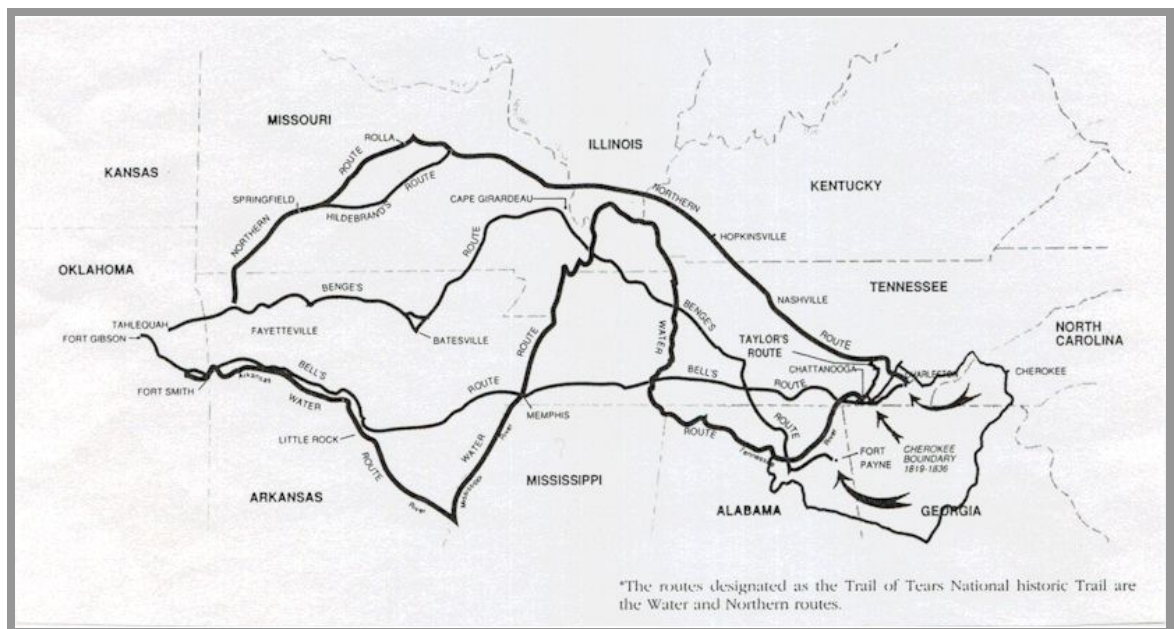 MISSOURI
ILLINOIS
KANSAS
KENTUCKY
ROLLA
ROUTE
ROUTE
SPRINGFIELD
HILDEBRAND'S
CAPE GIRARDEAU
NORTHERN
NORTHERN
HOPKINSVILLE
ROUTE
OKLAHOMA
BENGE'S
TENNESSEE
NASHVILLE
BENGE'S
TAHLEQUAH
FORT GIBSON
FAYETTEVILLE
BATESVILLE
ROUTE
WATER
ROUTE
TAYLOR'S
ROUTE
NORTH
CAROLINA
CHATTANOOGA
CHARLESTON
CHEROKEE
BELL'S
BELL'S
ROUTE
FORT SMITH
Arkansas
WATER
ROUTE
MEMPHIS
LITTLE ROCK
ROUTE
ROUTE
River
Tennessee
River
WATER
ROUTE
FORT
PAYNE
CHEROKEE
BOUNDARY
1819-1836
Mississippi
River
MISSISSIPPI
ARKANSAS
ALABAMA
GEORGIA
*The routes designated as the Trail of Tears National historic Trail are
the Water and Northern routes.